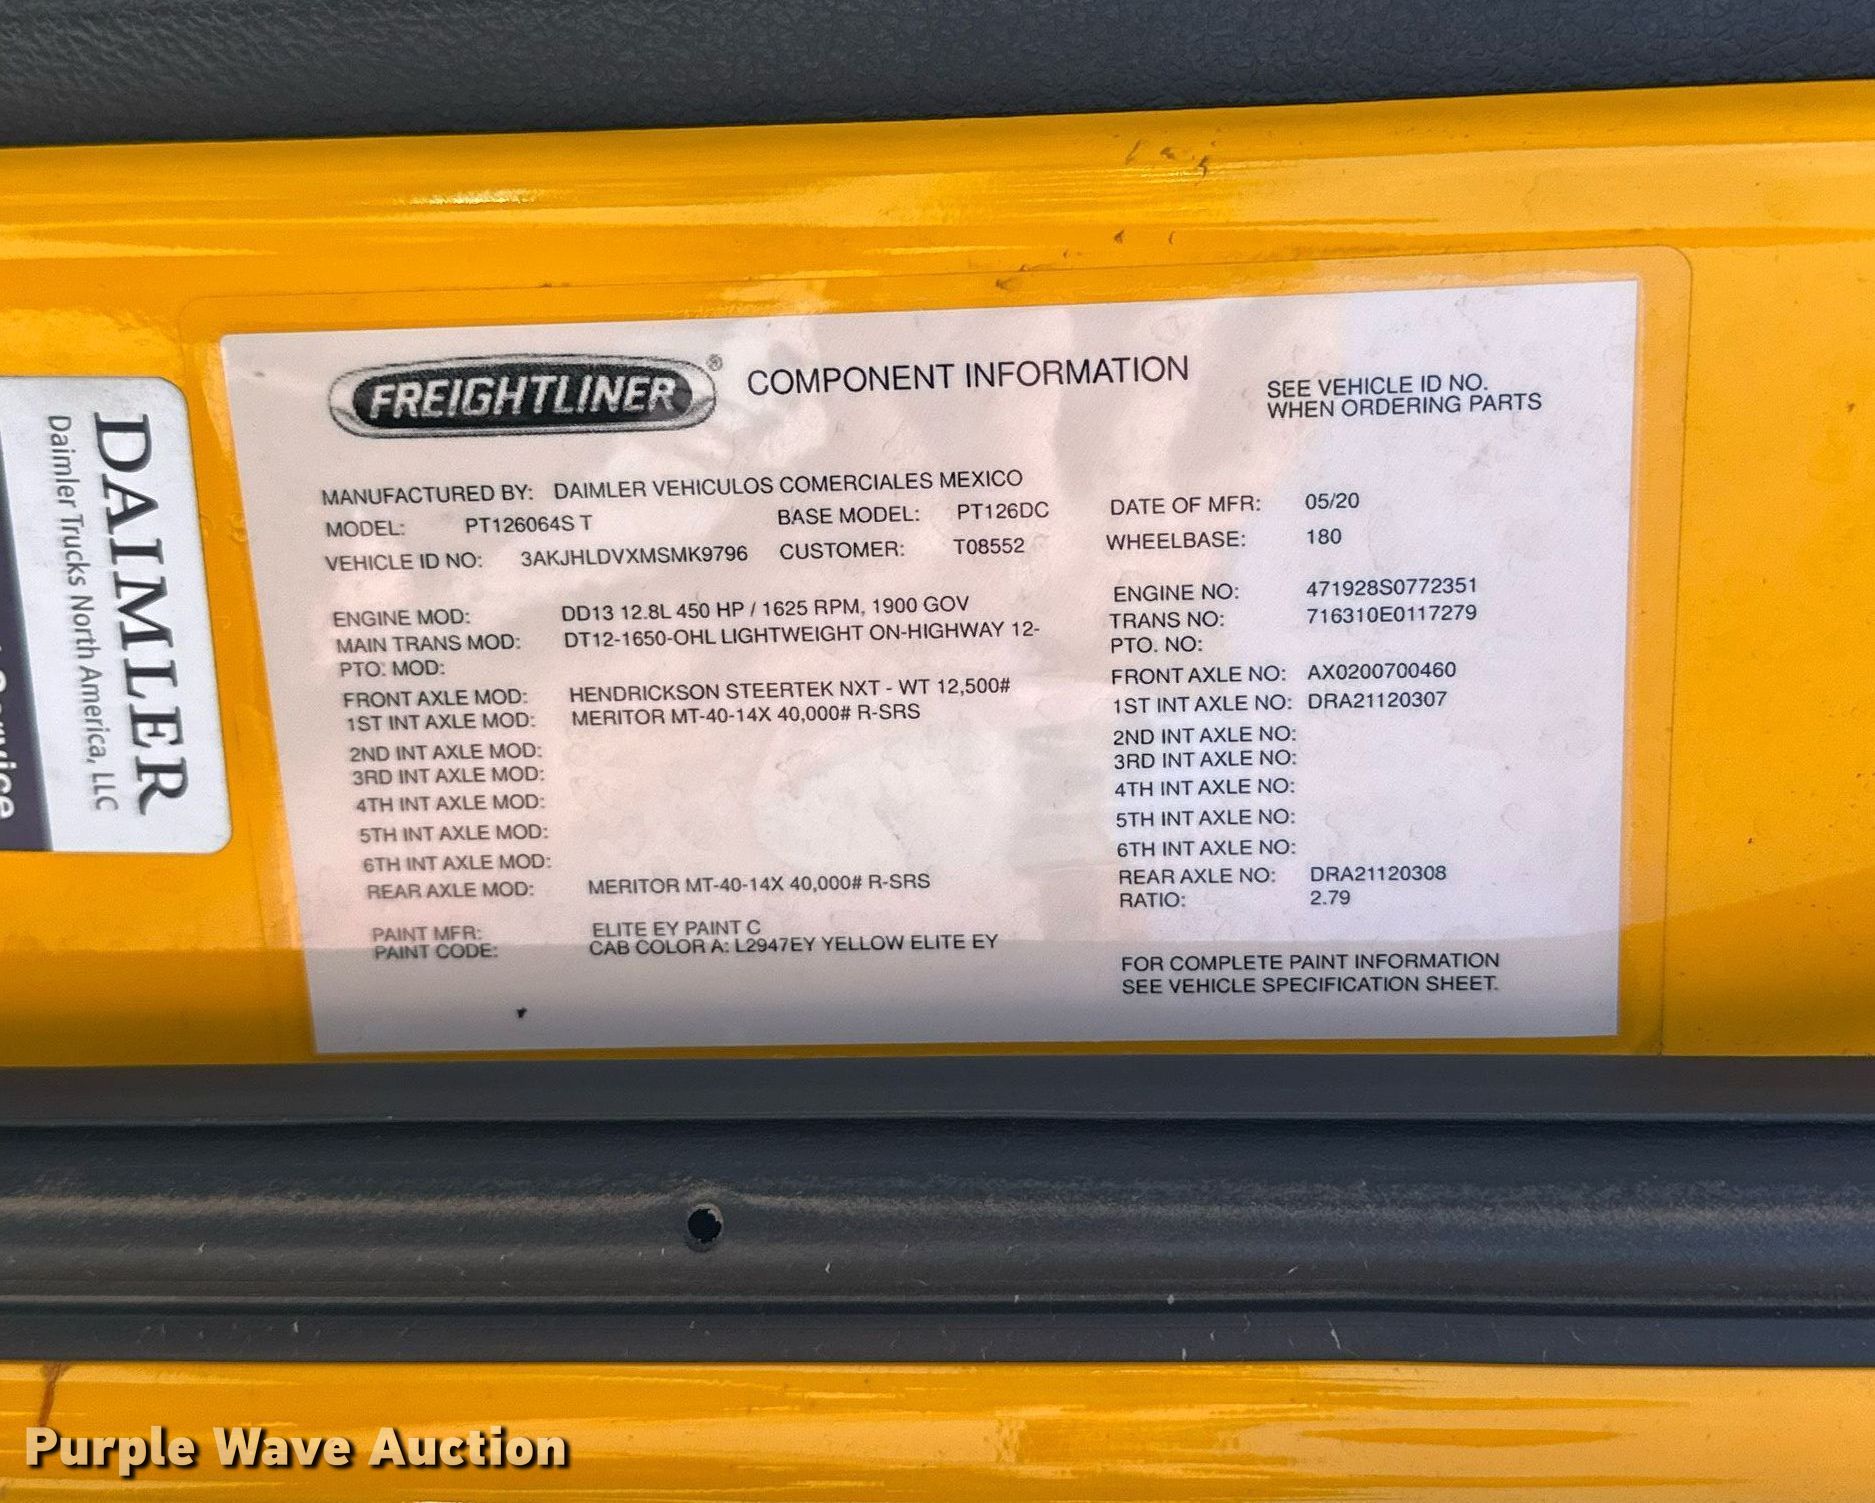 FREIGHTLINER®
COMPONENT INFORMATION
SEE VEHICLE ID NO.
WHEN ORDERING PARTS
MANUFACTURED BY: DAIMLER VEHICULOS COMERCIALES MEXICO
MODEL: PT126064S T BASE MODEL: PT126DC DATE OF MFR: 05/20
VEHICLE ID NO: 3AKJHLDVXMSMK9796 CUSTOMER: T08552 WHEELBASE: 180
ENGINE MOD: DD13 12.8L 450 HP / 1625 RPM, 1900 GOV ENGINE NO: 471928S0772351
MAIN TRANS MOD: DT12-1650-OHL LIGHTWEIGHT ON-HIGHWAY 12- TRANS NO: 716310E0117279
PTO. MOD: PTO. NO:
FRONT AXLE MOD: HENDRICKSON STEERTEK NXT - WT 12,500# FRONT AXLE NO: AX0200700460
1ST INT AXLE MOD: MERITOR MT-40-14X 40,000# R-SRS 1ST INT AXLE NO: DRA21120307
2ND INT AXLE MOD: 2ND INT AXLE NO:
3RD INT AXLE MOD: 3RD INT AXLE NO:
4TH INT AXLE MOD: 4TH INT AXLE NO:
5TH INT AXLE MOD: 5TH INT AXLE NO:
6TH INT AXLE MOD: 6TH INT AXLE NO:
REAR AXLE MOD: MERITOR MT-40-14X 40,000# R-SRS REAR AXLE NO: DRA21120308
RATIO: 2.79
PAINT MFR: ELITE EY PAINT C
PAINT CODE: CAB COLOR A: L2947EY YELLOW ELITE EY
FOR COMPLETE PAINT INFORMATION
SEE VEHICLE SPECIFICATION SHEET.
DAIMLER
Daimler Trucks North America, LLC
Purple Wave Auction